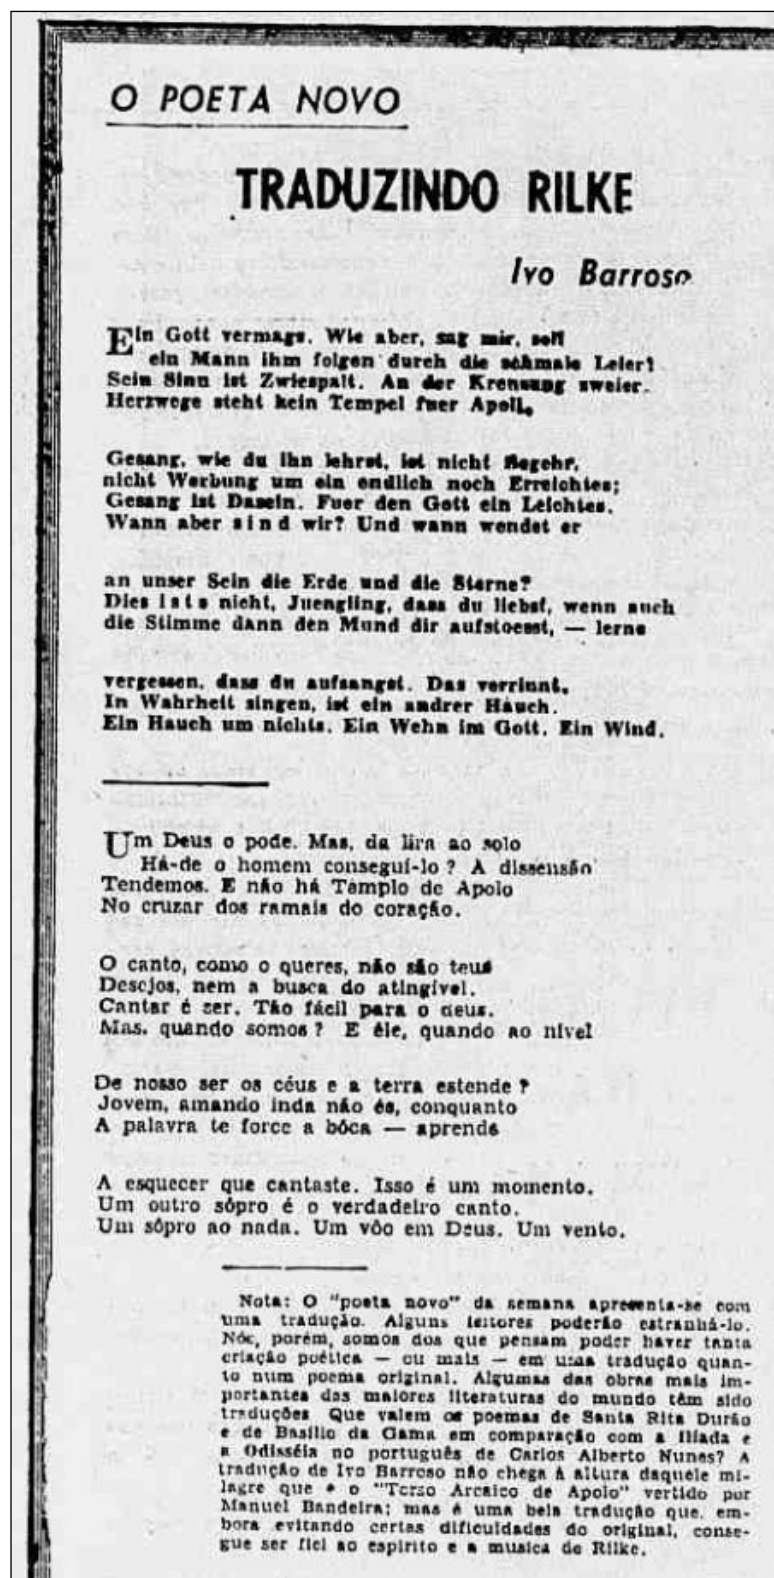 O POETA NOVO
TRADUZINDO RILKE
Ivo Barroso
Ein Gott vermags. Wie aber, sag mir, soll
ein Mann ihm folgen durch die schmale Leier?
Sein Sinn ist Zwiespalt. An der Kreuzung zweier
Herzwege steht kein Tempel fuer Apoll.
Gesang, wie du ihn lehrst, ist nicht Begehr,
nicht Werbung um ein endlich noch Erreichtes;
Gesang ist Dasein. Fuer den Gott ein Leichtes.
Wann aber sind wir? Und wann wendet er
an unser Sein die Erde und die Sterne?
Dies ists nicht, Juengling, dass du liebst, wenn auch
die Stimme dann den Mund dir aufstoesst, — lerne
vergessen, dass du aufsangst. Das verrinnt.
In Wahrheit singen, ist ein andrer Hauch.
Ein Hauch um nichts. Ein Wehn im Gott. Ein Wind.
Um Deus o pode. Mas, da lira ao solo
Há-de o homem conseguí-lo? A dissensão
Tendemos. E não há Templo de Apolo
No cruzar dos ramais do coração.
O canto, como o queres, não são teus
Desejos, nem a busca do atingível.
Cantar é ser. Tão fácil para o deus.
Mas, quando somos? E êle, quando ao nível
De nosso ser os céus e a terra estende?
Jovem, amando inda não és, conquanto
A palavra te force a bôca — aprende
A esquecer que cantaste. Isso é um momento.
Um outro sôpro é o verdadeiro canto.
Um sôpro ao nada. Um vôo em Deus. Um vento.
Nota: O "poeta novo" da semana apresenta-se com
uma tradução. Alguns leitores poderão estranhá-lo.
Nós, porém, somos dos que pensam poder haver tanta
criação poética — ou mais — em uma tradução quan-
to num poema original. Algumas das obras mais im-
portantes das maiores literaturas do mundo têm sido
traduções Que valem os poemas de Santa Rita Durão
e de Basílio da Gama em comparação com a Ilíada e
a Odisséia no português de Carlos Alberto Nunes? A
tradução de Ivo Barroso não chega à altura daquele mi-
lagre que é o "Torso Arcaico de Apolo" vertido por
Manuel Bandeira; mas é uma bela tradução que, em-
bora evitando certas dificuldades do original, conse-
gue ser fiel ao espírito e a musica de Rilke.